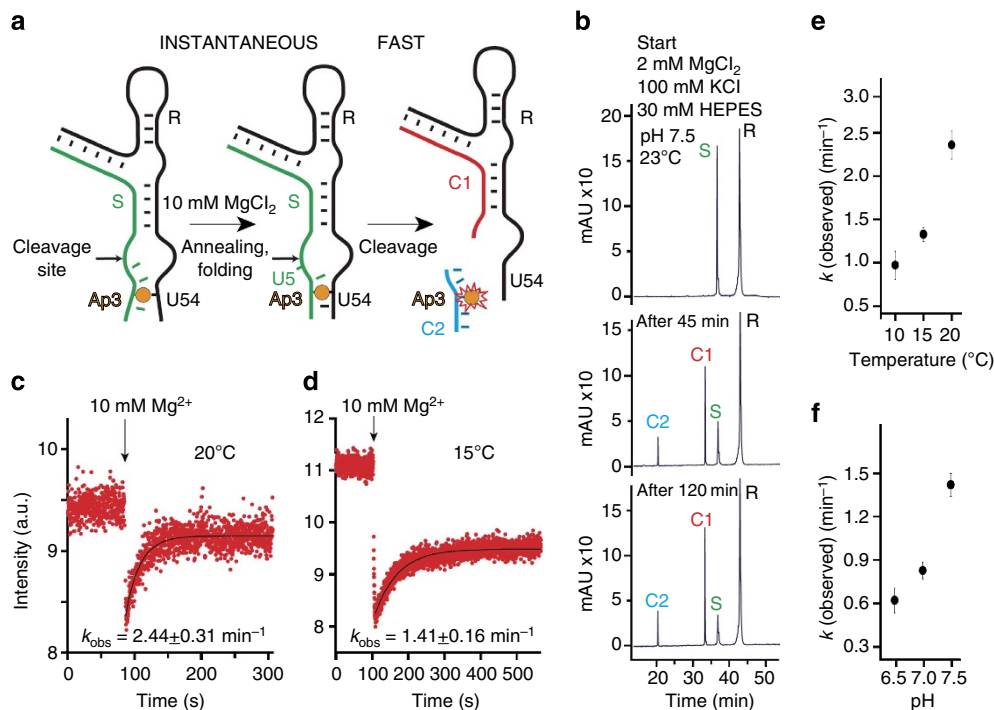 a
INSTANTANEOUS FAST
R
R
S
10 mM MgCl2
S
C1
Cleavage
site
Annealing,
folding
Cleavage
U5
Ap3
U54
Ap3
U54
Ap3
U54
C2
b
Start
2 mM MgCl2
100 mM KCl
30 mM HEPES
pH 7.5
23°C
20
15
10
5
0
mAU x10
S
R
After 45 min
15
10
5
0
mAU x10
C2
C1
S
R
After 120 min
15
10
5
0
mAU x10
C2
C1
S
R
20 30 40 50
Time (min)
c
10 mM Mg2+
20°C
10
9
8
Intensity (a.u.)
kobs = 2.44±0.31 min−1
0 100 200 300
Time (s)
d
10 mM Mg2+
15°C
12
11
10
9
8
kobs = 1.41±0.16 min−1
0 100 200 300 400 500
Time (s)
e
3.0
2.5
2.0
1.5
1.0
0.5
k (observed) (min−1)
10 15 20
Temperature (°C)
f
1.5
1.2
0.9
0.6
0.3
k (observed) (min−1)
6.5 7.0 7.5
pH